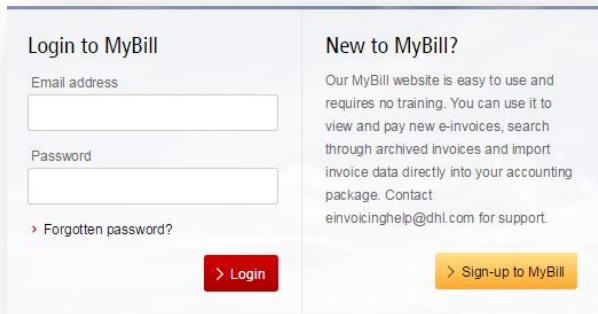 Login to MyBill
Email address
Password
> Forgotten password?
> Login
New to MyBill?
Our MyBill website is easy to use and
requires no training. You can use it to
view and pay new e-invoices, search
through archived invoices and import
invoice data directly into your accounting
package. Contact
einvoicinghelp@dhl.com for support.
> Sign-up to MyBill